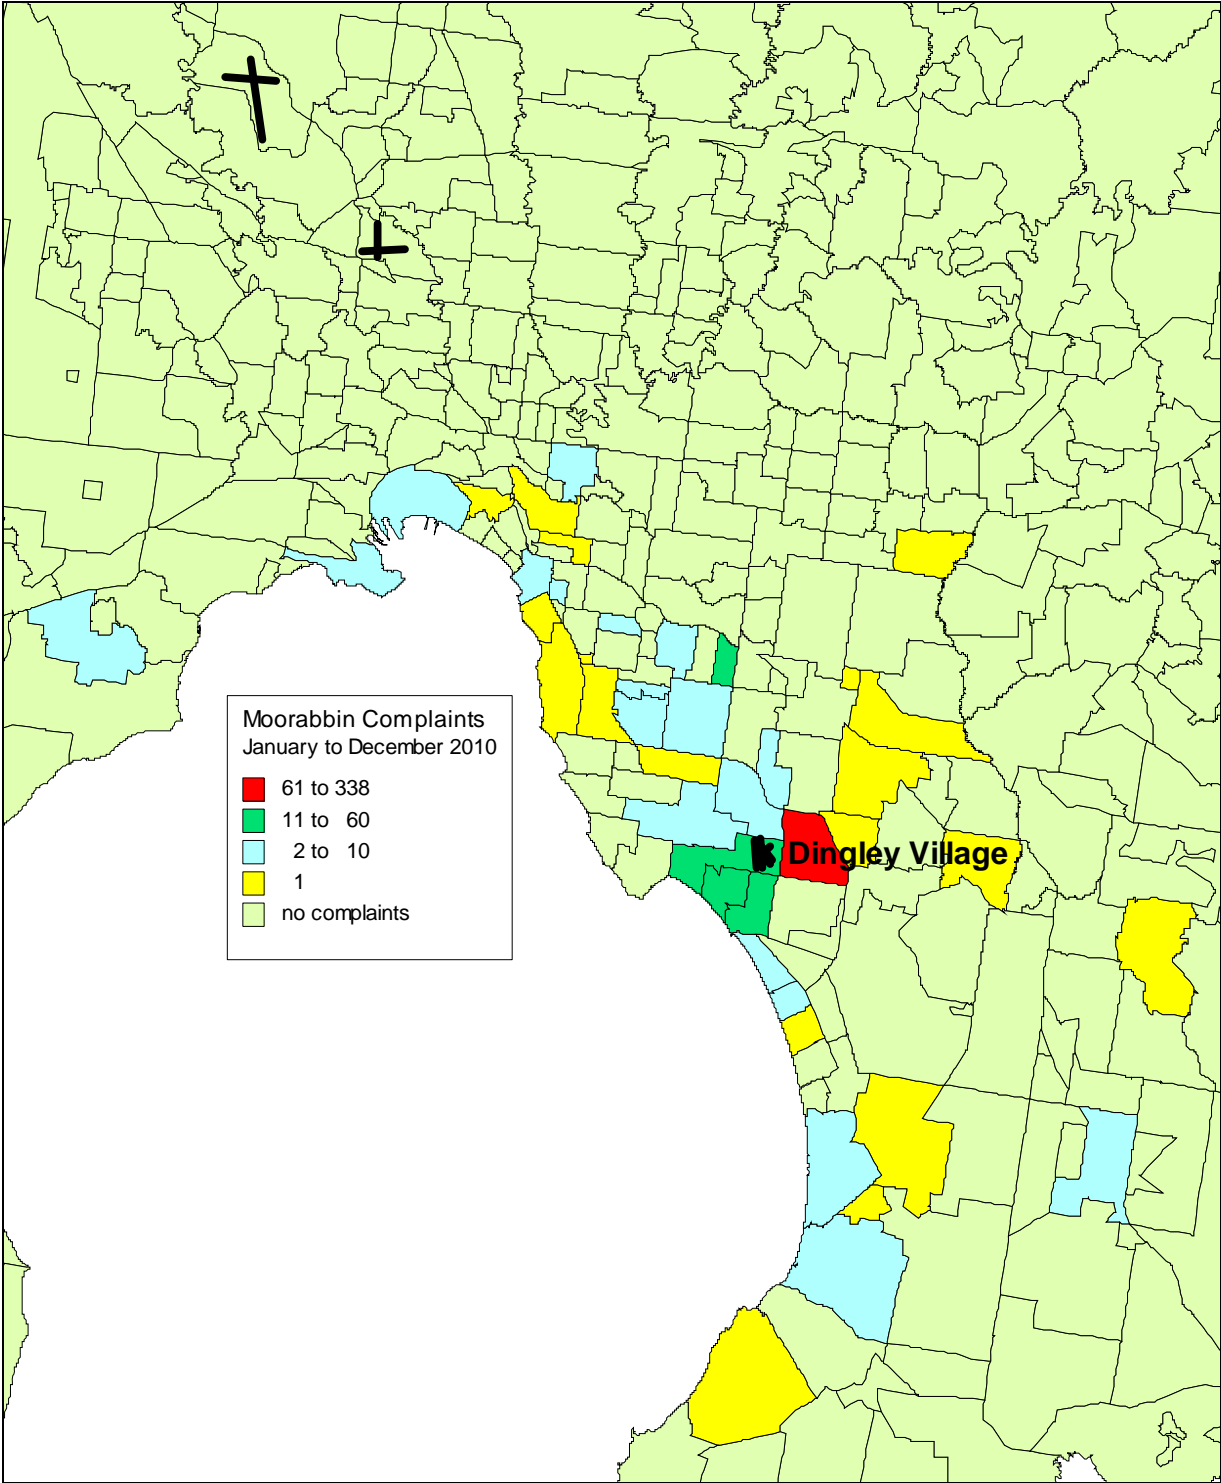 Moorabbin Complaints
January to December 2010
61 to 338
11 to 60
2 to 10
1
no complaints
Dingley Village